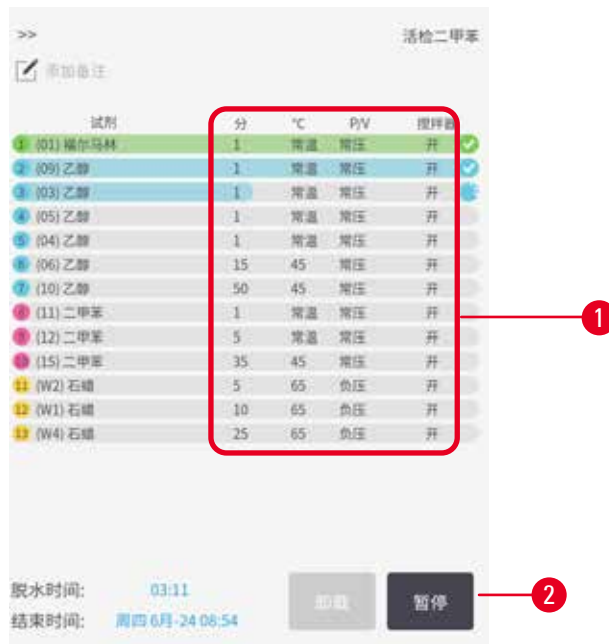 >> 活检二甲苯
添加备注
试剂 分 °C P/V 搅拌器
1 (01) 福尔马林 1 常温 常压 开
2 (09) 乙醇 1 常温 常压 开
3 (03) 乙醇 1 常温 常压 开
4 (05) 乙醇 1 常温 常压 开
5 (04) 乙醇 1 常温 常压 开
6 (06) 乙醇 15 45 常压 开
7 (10) 乙醇 50 45 常压 开
8 (11) 二甲苯 1 常温 常压 开
9 (12) 二甲苯 5 常温 常压 开
10 (15) 二甲苯 35 45 常压 开
11 (W2) 石蜡 5 65 负压 开
12 (W1) 石蜡 10 65 负压 开
13 (W4) 石蜡 25 65 负压 开
1
脱水时间: 03:11
结束时间: 周四 6月-24 08:54
卸载 暂停 2